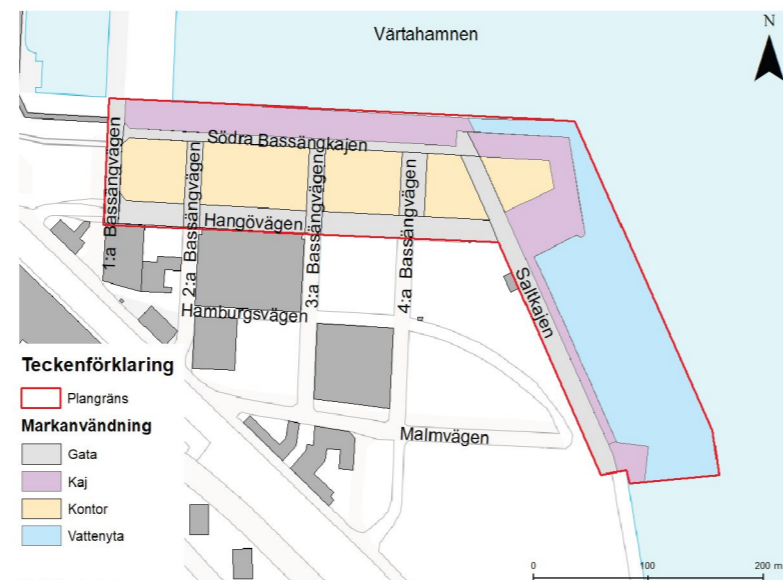 Värtahamnen
N
Södra Bassängkajen
1:a Bassängvägen
2:a Bassängvägen
3:a Bassängvägen
4:a Bassängvägen
Hangövägen
Saltkajen
Hamburgsvägen
Malmvägen
Teckenförklaring
Plangräns
Markanvändning
Gata
Kaj
Kontor
Vattenyta
0 100 200 m